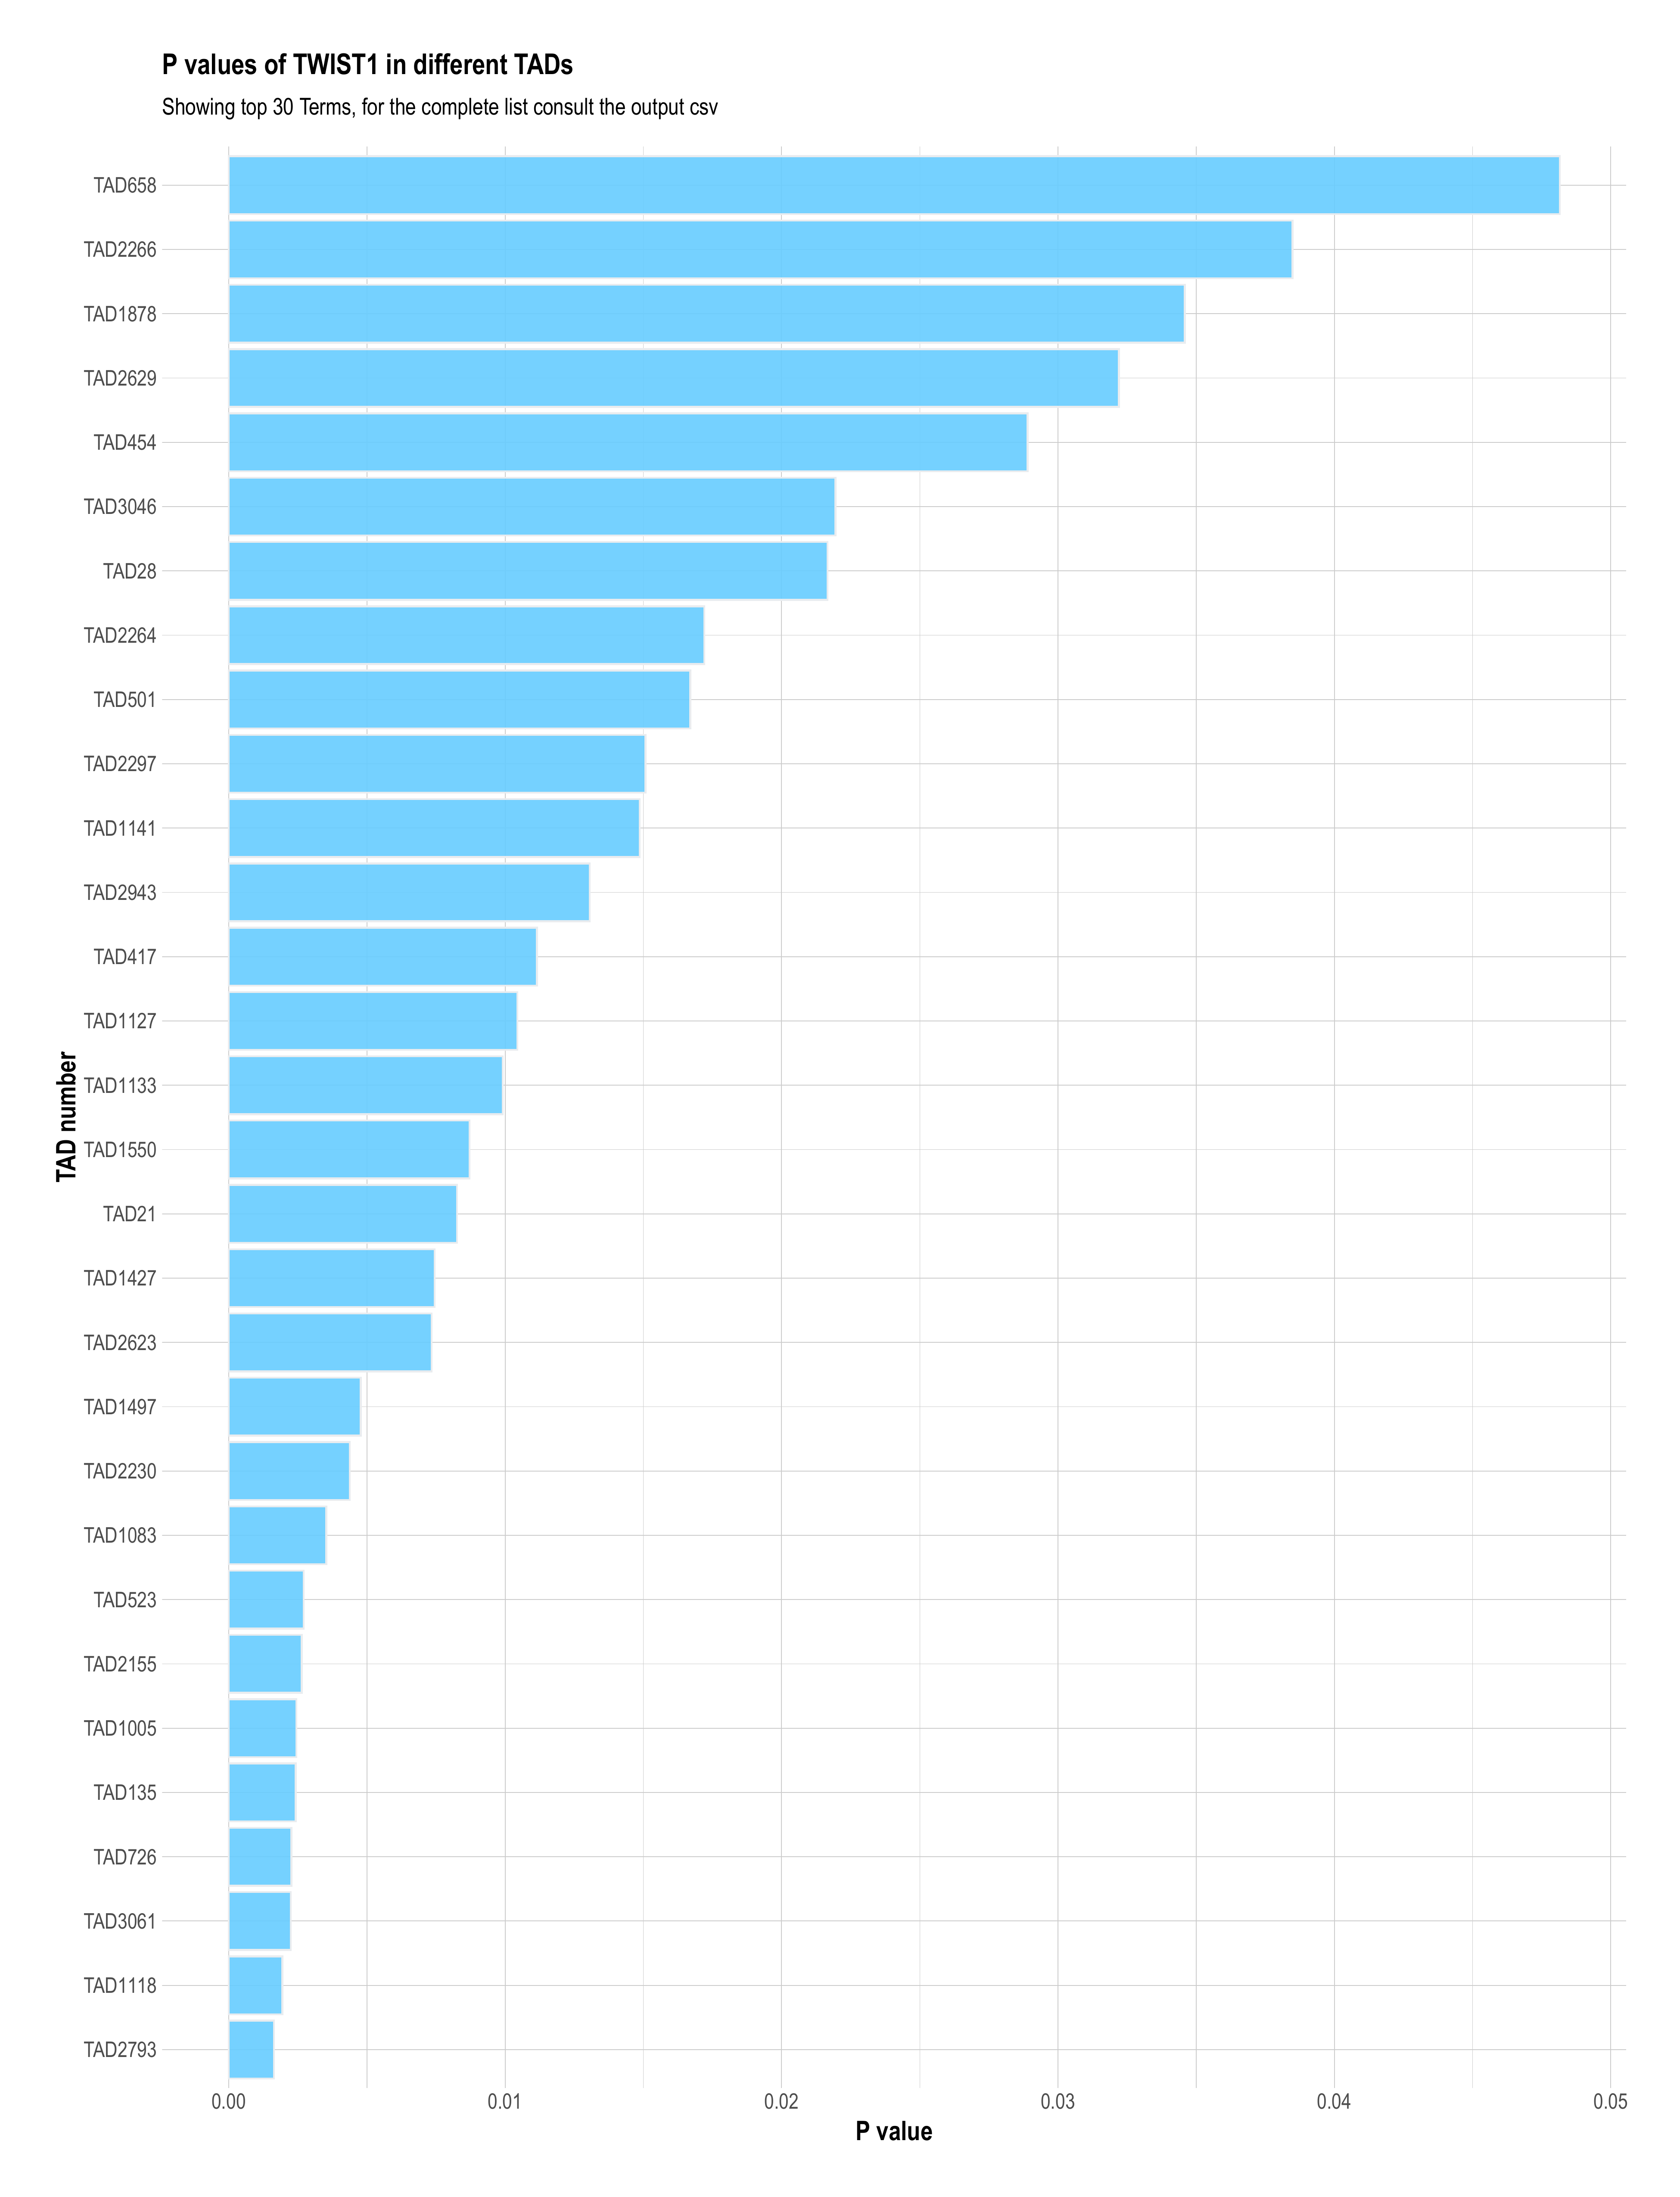 P values of TWIST1 in different TADs
Showing top 30 Terms, for the complete list consult the output csv
TAD number
TAD658
TAD2266
TAD1878
TAD2629
TAD454
TAD3046
TAD28
TAD2264
TAD501
TAD2297
TAD1141
TAD2943
TAD417
TAD1127
TAD1133
TAD1550
TAD21
TAD1427
TAD2623
TAD1497
TAD2230
TAD1083
TAD523
TAD2155
TAD1005
TAD135
TAD726
TAD3061
TAD1118
TAD2793
0.00 0.01 0.02 0.03 0.04 0.05
P value